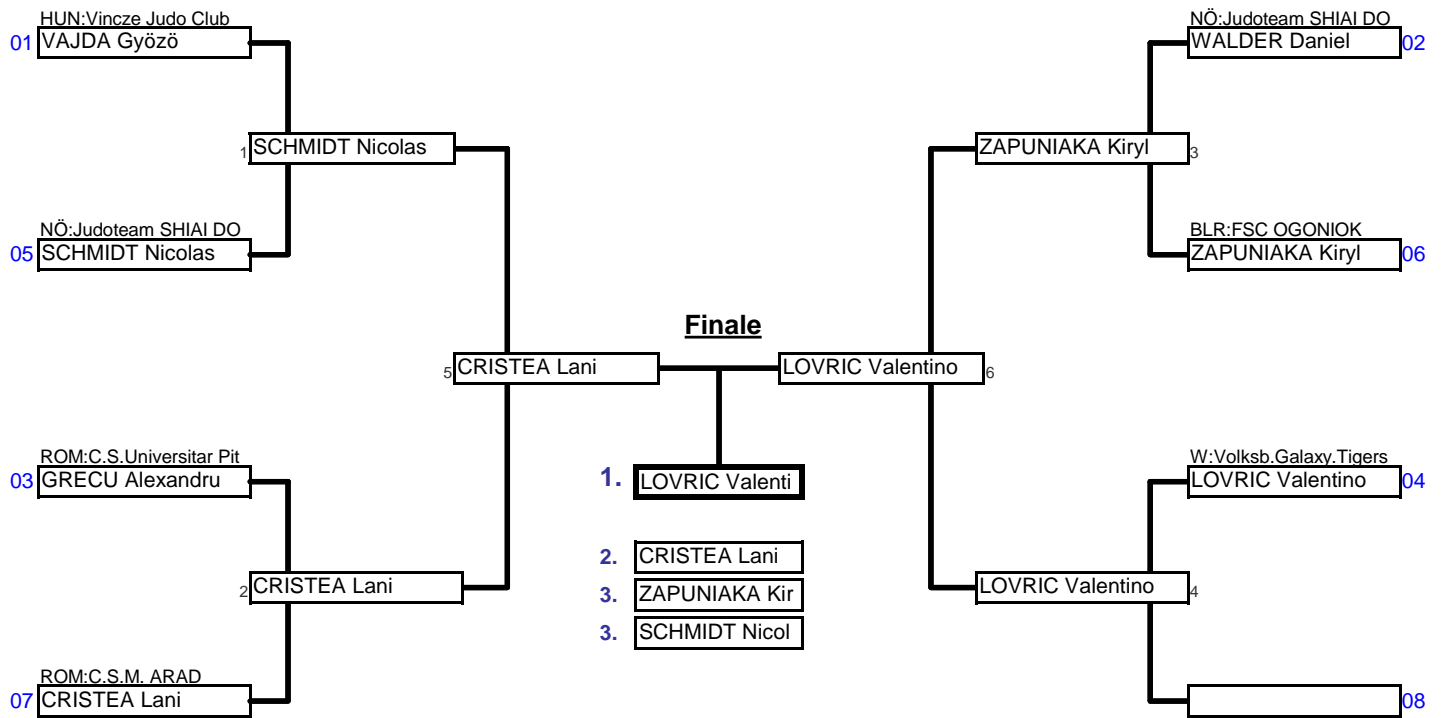 HUN:Vincze Judo Club
01 VAJDA Gyözö
1 SCHMIDT Nicolas
NÖ:Judoteam SHIAI DO
05 SCHMIDT Nicolas
5 CRISTEA Lani
ROM:C.S.Universitar Pit
03 GRECU Alexandru
2 CRISTEA Lani
ROM:C.S.M. ARAD
07 CRISTEA Lani
Finale
1. LOVRIC Valenti
2. CRISTEA Lani
3. ZAPUNIAKA Kir
3. SCHMIDT Nicol
NÖ:Judoteam SHIAI DO
WALDER Daniel 02
ZAPUNIAKA Kiryl 3
BLR:FSC OGONIOK
ZAPUNIAKA Kiryl 06
LOVRIC Valentino 6
W:Volksb.Galaxy.Tigers
LOVRIC Valentino 04
LOVRIC Valentino 4
08